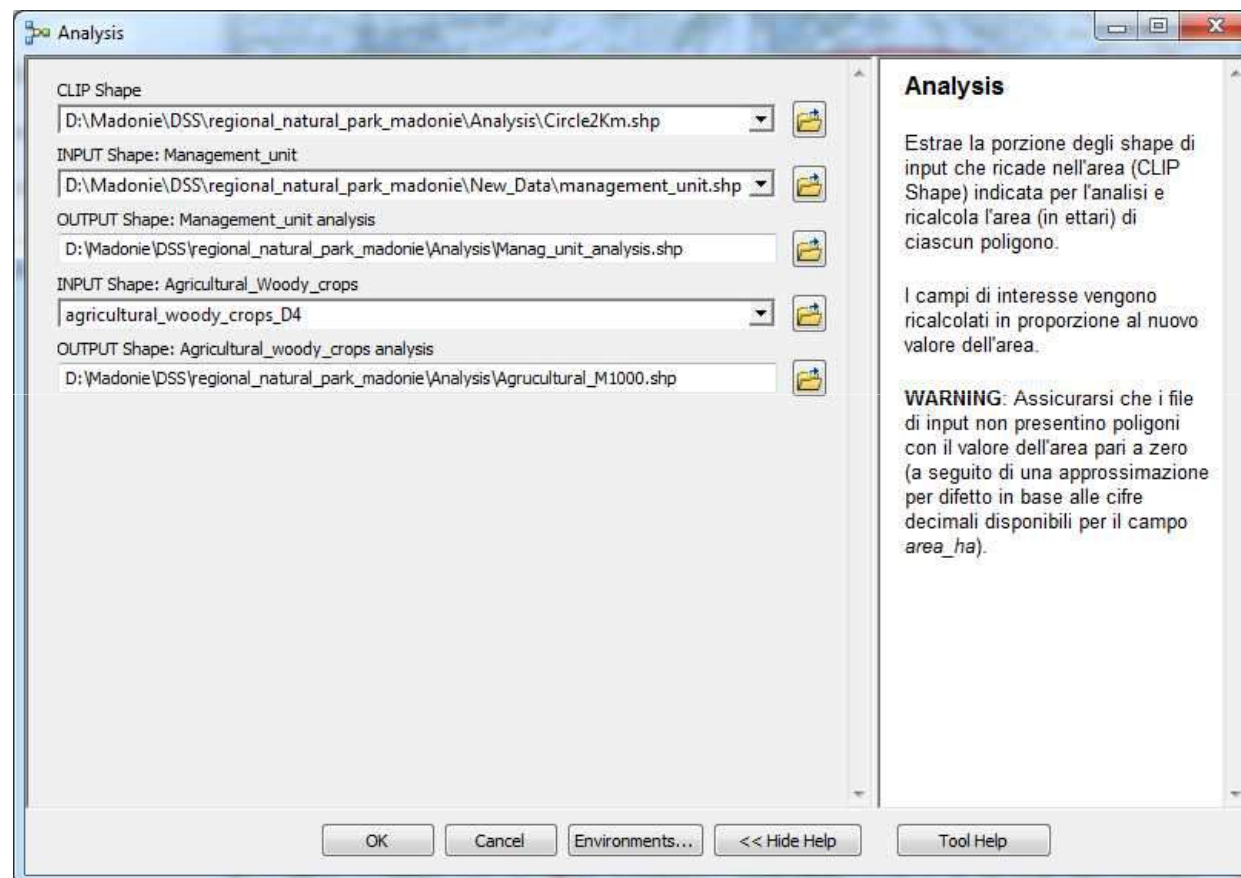 Analysis
CLIP Shape
D:\Madonie\DSS\regional_natural_park_madonie\Analysis\Circle2Km.shp
INPUT Shape: Management_unit
D:\Madonie\DSS\regional_natural_park_madonie\New_Data\management_unit.shp
OUTPUT Shape: Management_unit analysis
D:\Madonie\DSS\regional_natural_park_madonie\Analysis\Manag_unit_analysis.shp
INPUT Shape: Agricultural_Woody_crops
agricultural_woody_crops_D4
OUTPUT Shape: Agricultural_woody_crops analysis
D:\Madonie\DSS\regional_natural_park_madonie\Analysis\Agrucultural_M1000.shp
Analysis
Estrae la porzione degli shape di
input che ricade nell'area (CLIP
Shape) indicata per l'analisi e
ricalcola l'area (in ettari) di
ciascun poligono.
I campi di interesse vengono
ricalcolati in proporzione al nuovo
valore dell'area.
WARNING: Assicurarsi che i file
di input non presentino poligoni
con il valore dell'area pari a zero
(a seguito di una approssimazione
per difetto in base alle cifre
decimali disponibili per il campo
area_ha).
OK
Cancel
Environments...
<< Hide Help
Tool Help